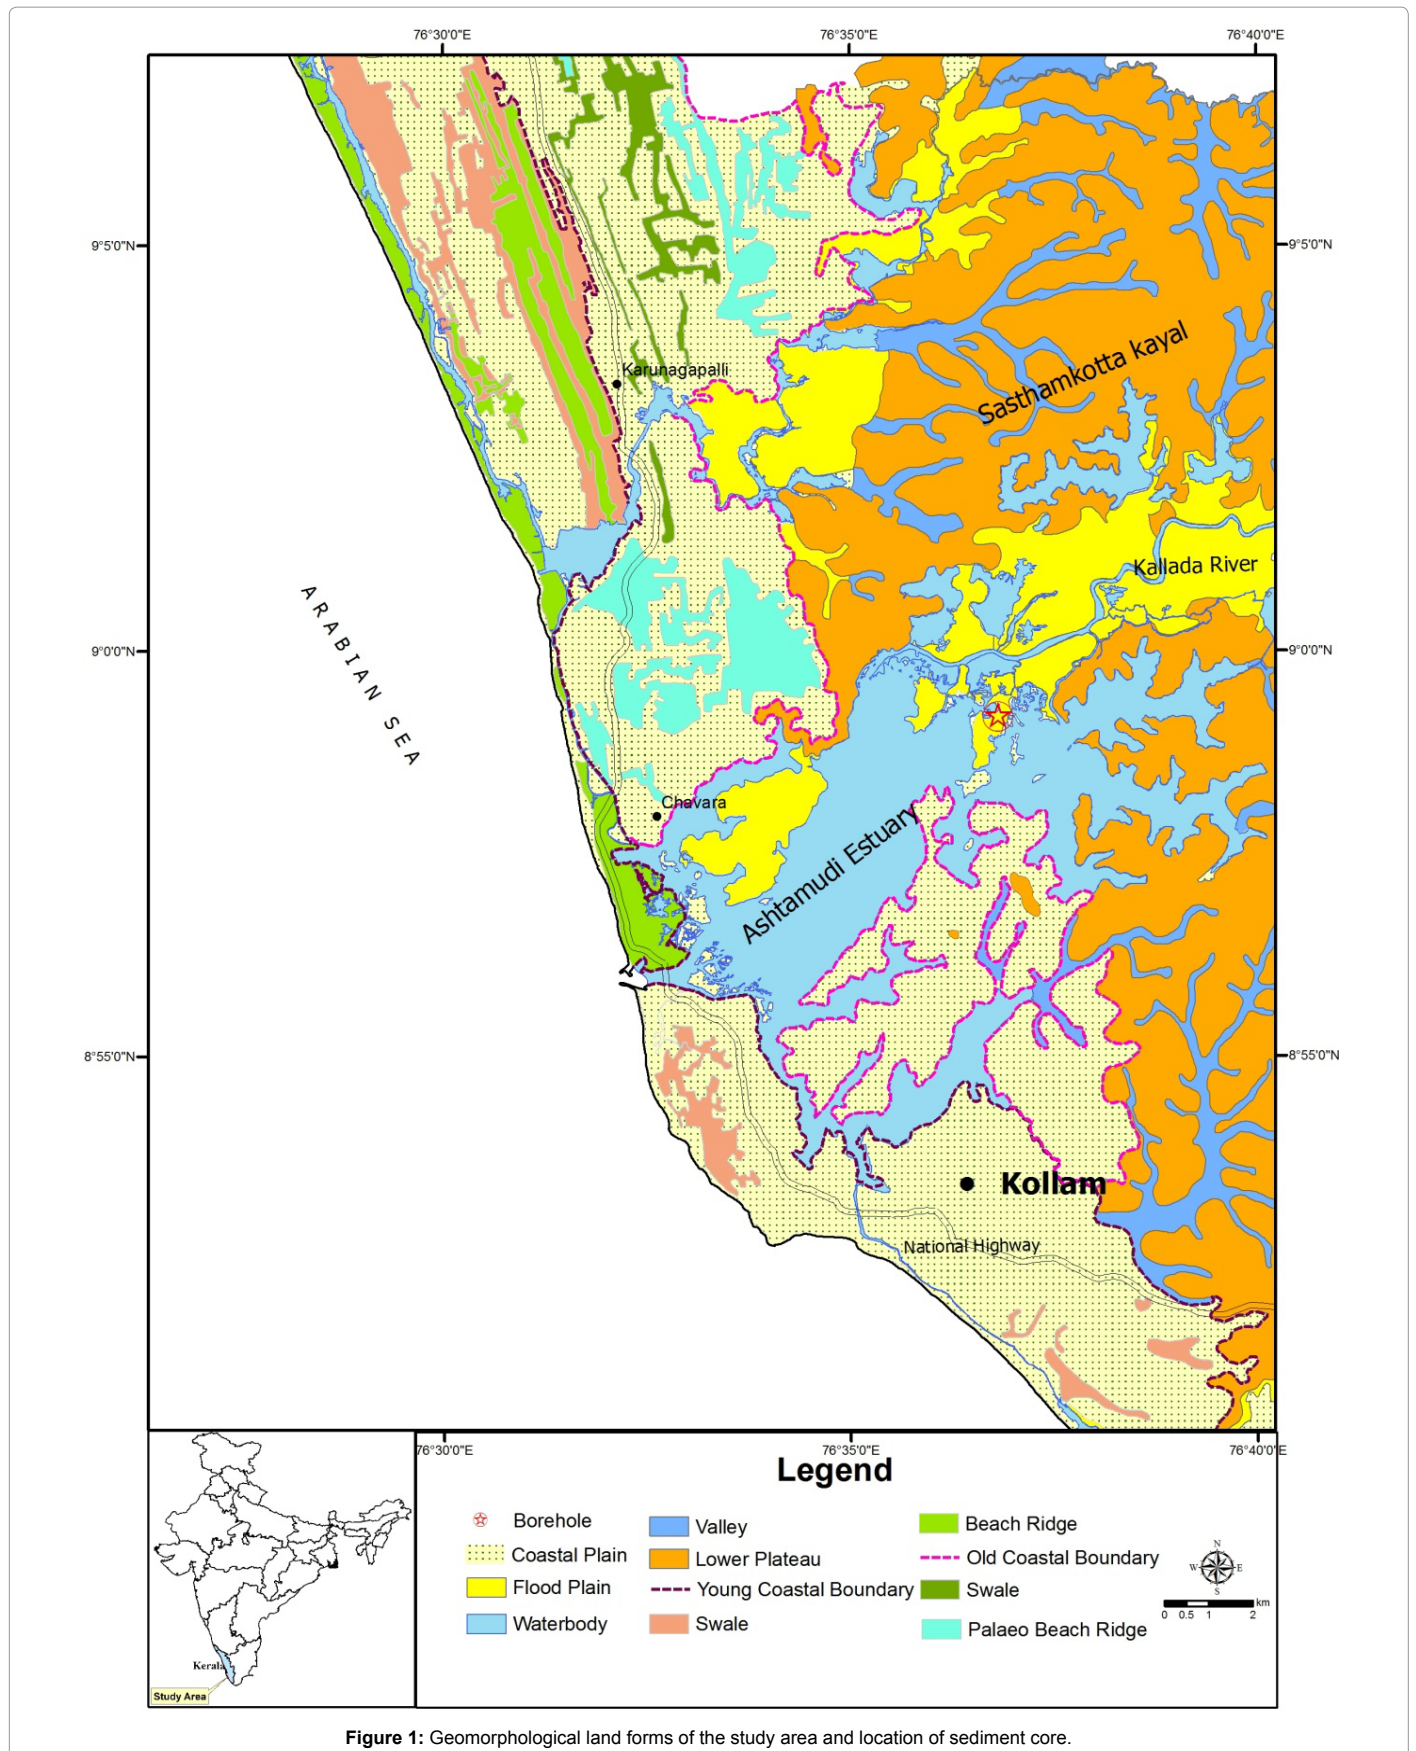 76°30'0"E
76°35'0"E
76°40'0"E
9°5'0"N
9°5'0"N
Sasthamkotta kayal
Karunagapalli
Kallada River
ARABIAN SEA
9°0'0"N
9°0'0"N
Chavara
Ashtamudi Estuary
8°55'0"N
8°55'0"N
Kollam
National Highway
76°30'0"E
76°35'0"E
76°40'0"E
Legend
Borehole
Valley
Beach Ridge
Coastal Plain
Lower Plateau
Old Coastal Boundary
Flood Plain
Young Coastal Boundary
Swale
Waterbody
Swale
Palaeo Beach Ridge
N
W
E
S
km
0 0.5 1 2
Kerala
Study Area
Figure 1: Geomorphological land forms of the study area and location of sediment core.